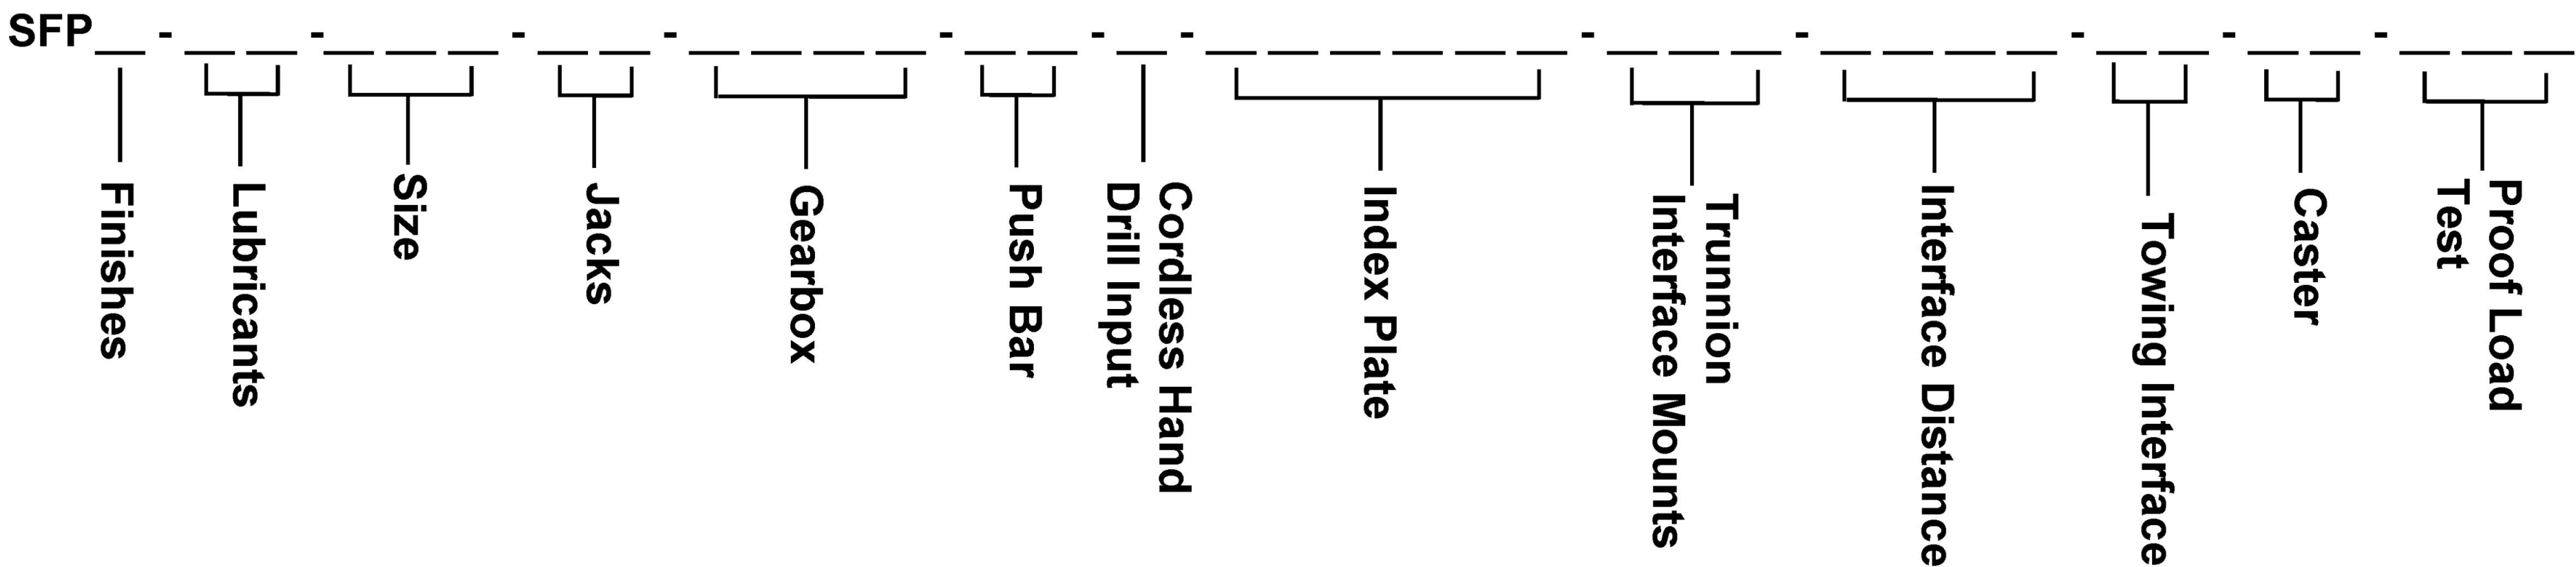 SFP__ - __ __ - __ __ __ - __ __ - __ __ __ __ - __ __ - __ - __ __ __ __ __ __ - __ __ __ - __ __ __ __ - __ __ - __ __ - __ __ __
Finishes
Lubricants
Size
Jacks
Gearbox
Push Bar
Cordless Hand
Drill Input
Index Plate
Trunnion
Interface Mounts
Interface Distance
Towing Interface
Caster
Proof Load
Test